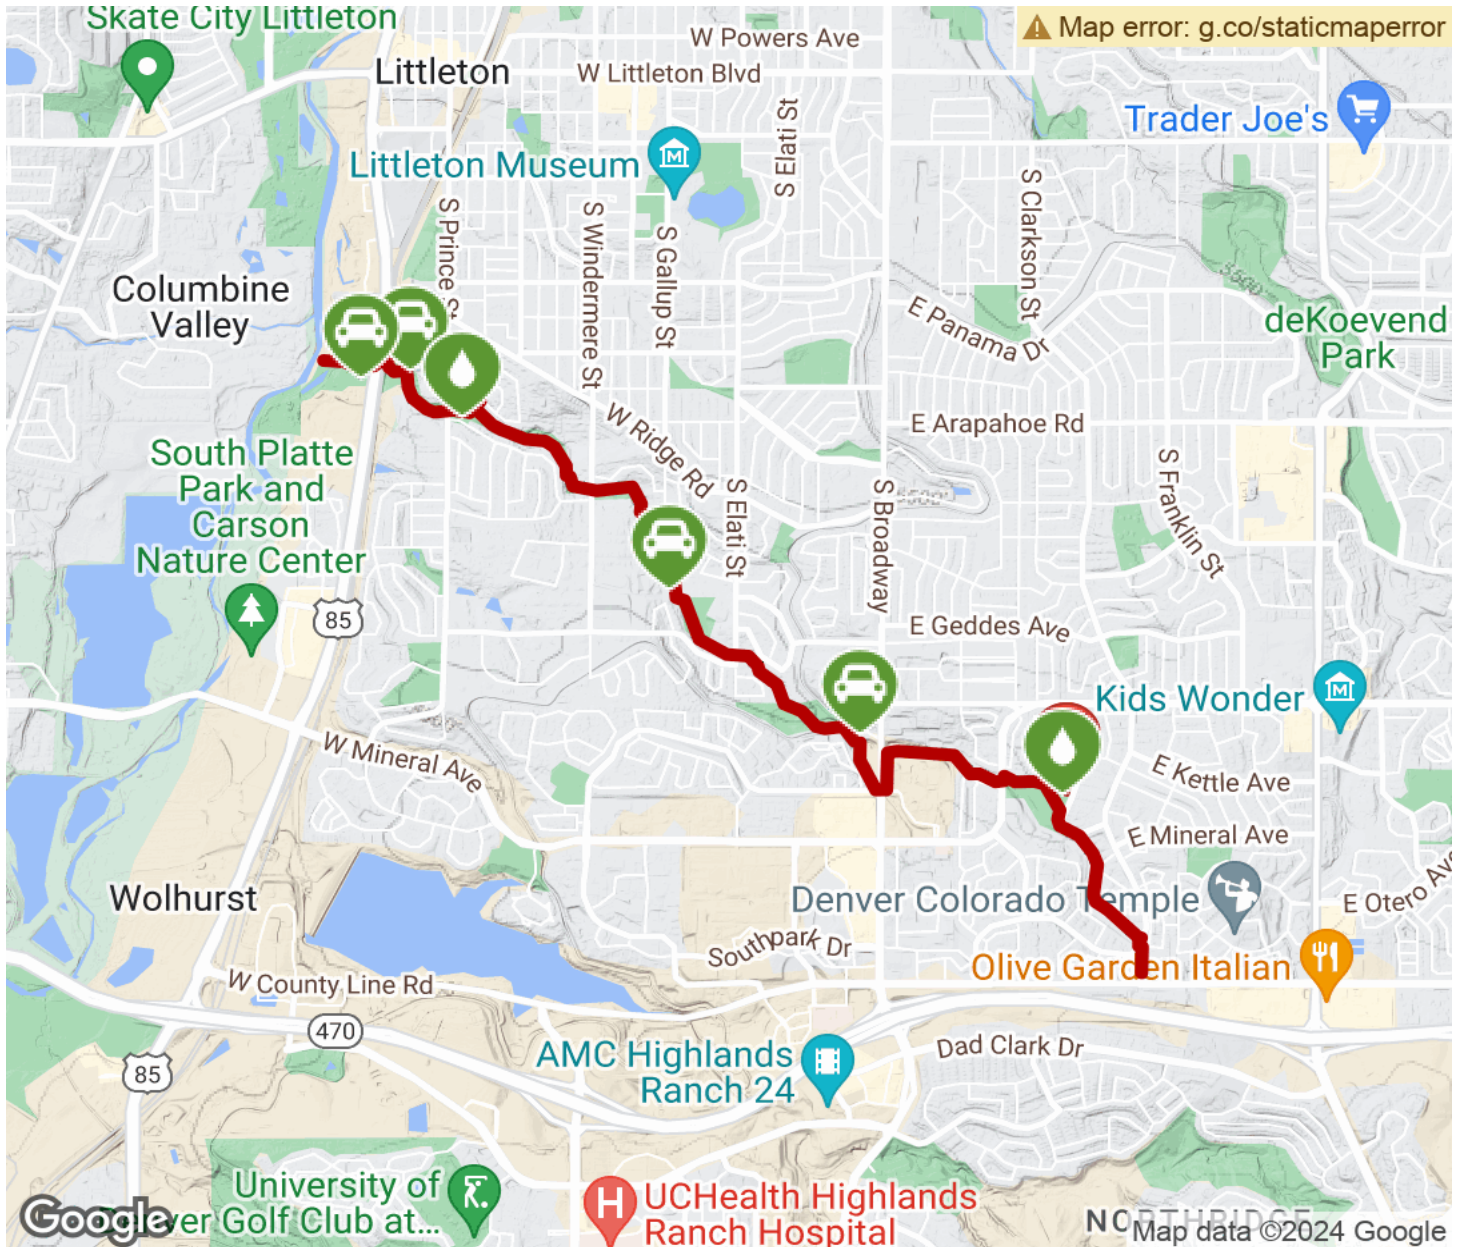 Skate City Littleton
W Powers Ave
Map error: g.co/staticmaperror
Littleton
W Littleton Blvd
Trader Joe's
Littleton Museum
S Elati St
S Prince St
S Windermere St
S Gallup St
S Clarkson St
Columbine
Valley
5500
E Panama Dr
deKoevend
Park
E Arapahoe Rd
W Ridge Rd
South Platte
Park and
Carson
Nature Center
S Elati St
S Broadway
5500
S Franklin St
85
E Geddes Ave
Kids Wonder
W Mineral Ave
E Kettle Ave
E Mineral Ave
Wolhurst
Denver Colorado Temple
E Otero Ave
Southpark Dr
Olive Garden Italian
W County Line Rd
470
AMC Highlands
Ranch 24
Dad Clark Dr
85
University of
Denver Golf Club at...
H
UCHealth Highlands
Ranch Hospital
NORTHRIDGE
Google
Map data ©2024 Google